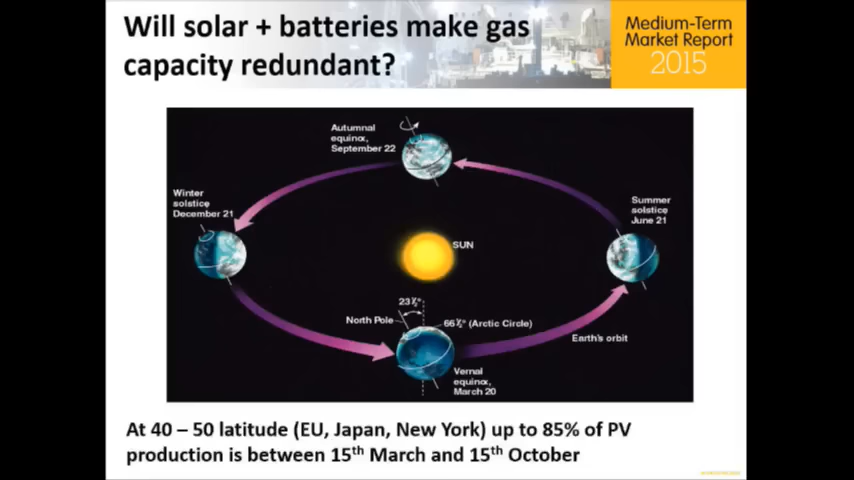 Will solar + batteries make gas
capacity redundant?
Medium-Term
Market Report
2015
Autumnal
equinox,
September 22
Winter
solstice
December 21
Summer
solstice
June 21
SUN
23½°
North Pole
66½° (Arctic Circle)
Earth's orbit
Vernal
equinox,
March 20
At 40 – 50 latitude (EU, Japan, New York) up to 85% of PV
production is between 15th March and 15th October